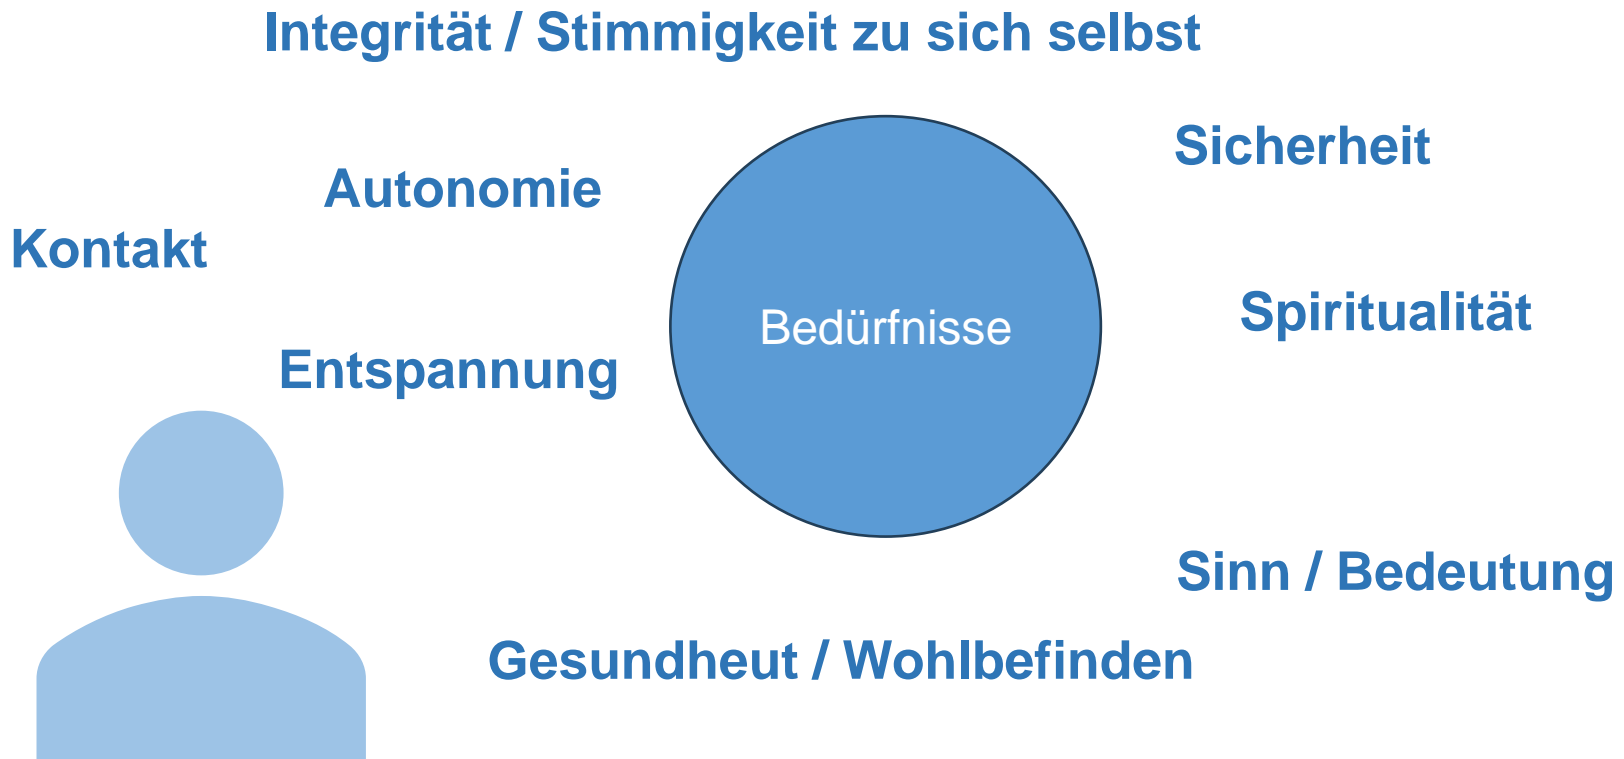 Integrität / Stimmigkeit zu sich selbst
Sicherheit
Autonomie
Kontakt
Spiritualität
Bedürfnisse
Entspannung
Sinn / Bedeutung
Gesundheut / Wohlbefinden